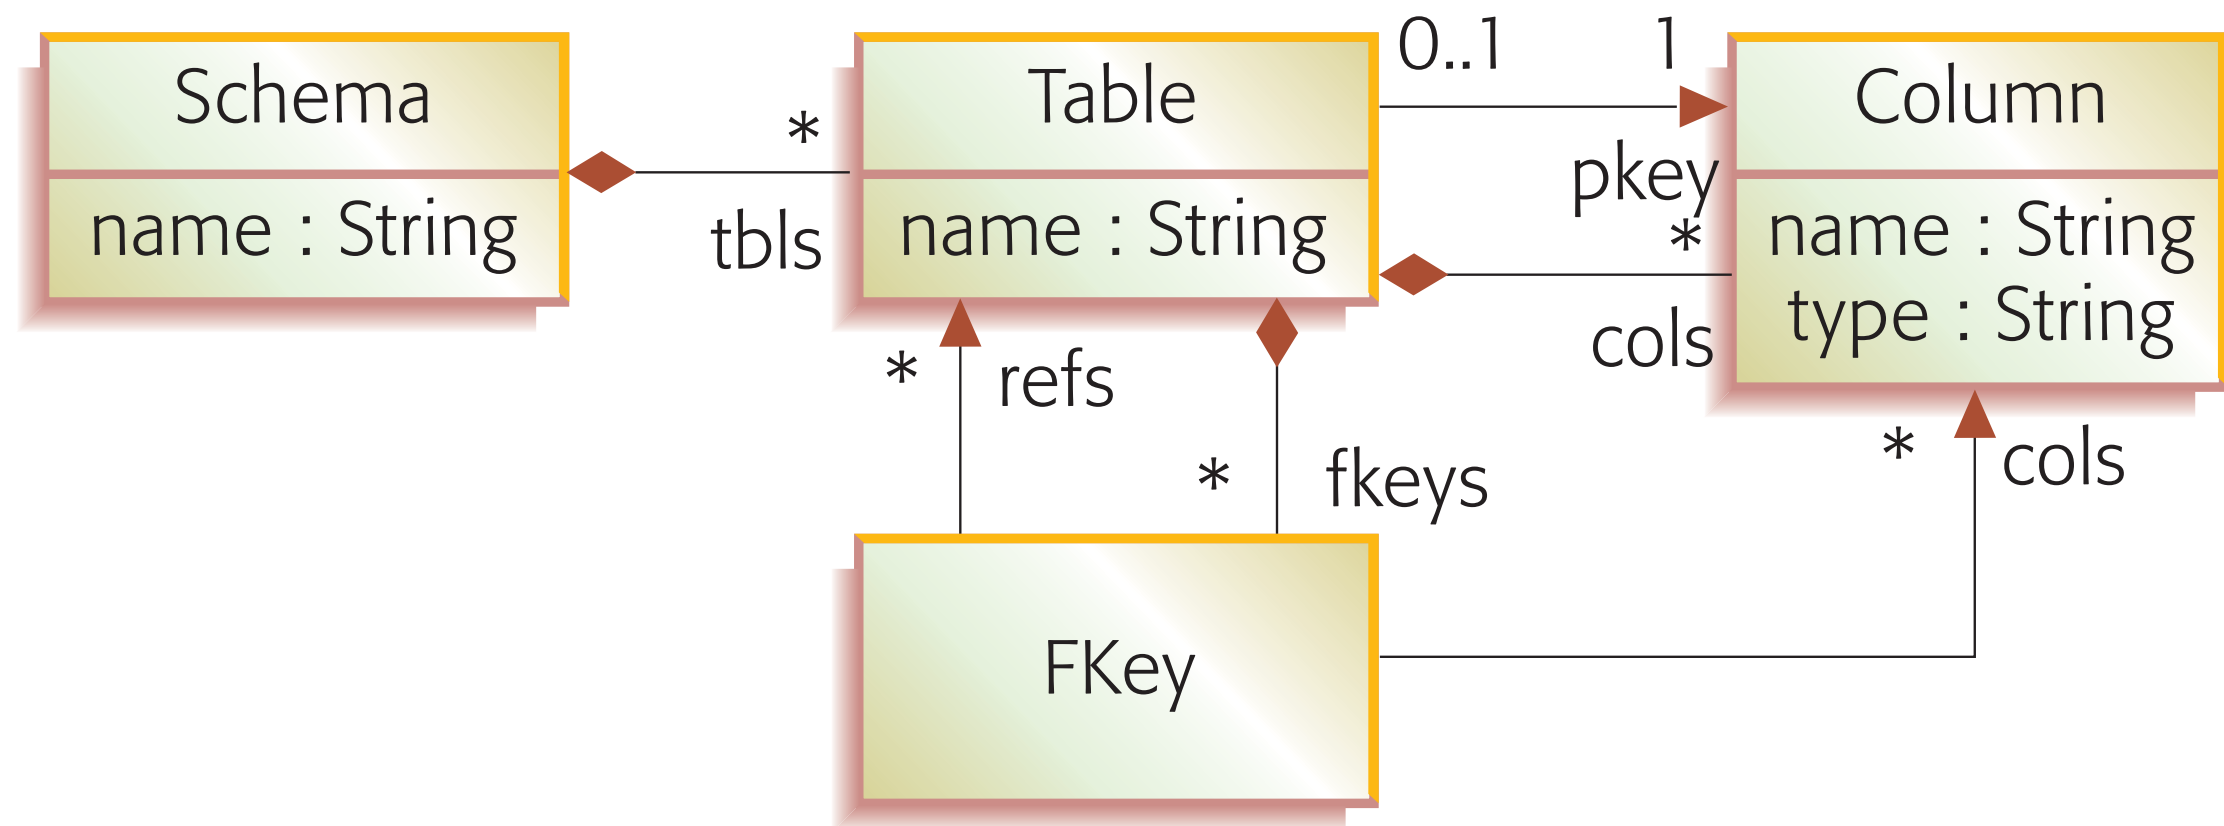 Schema
name : String
*
tbls
Table
name : String
0..1
1
pkey
*
cols
Column
name : String
type : String
*
refs
*
fkeys
*
cols
FKey